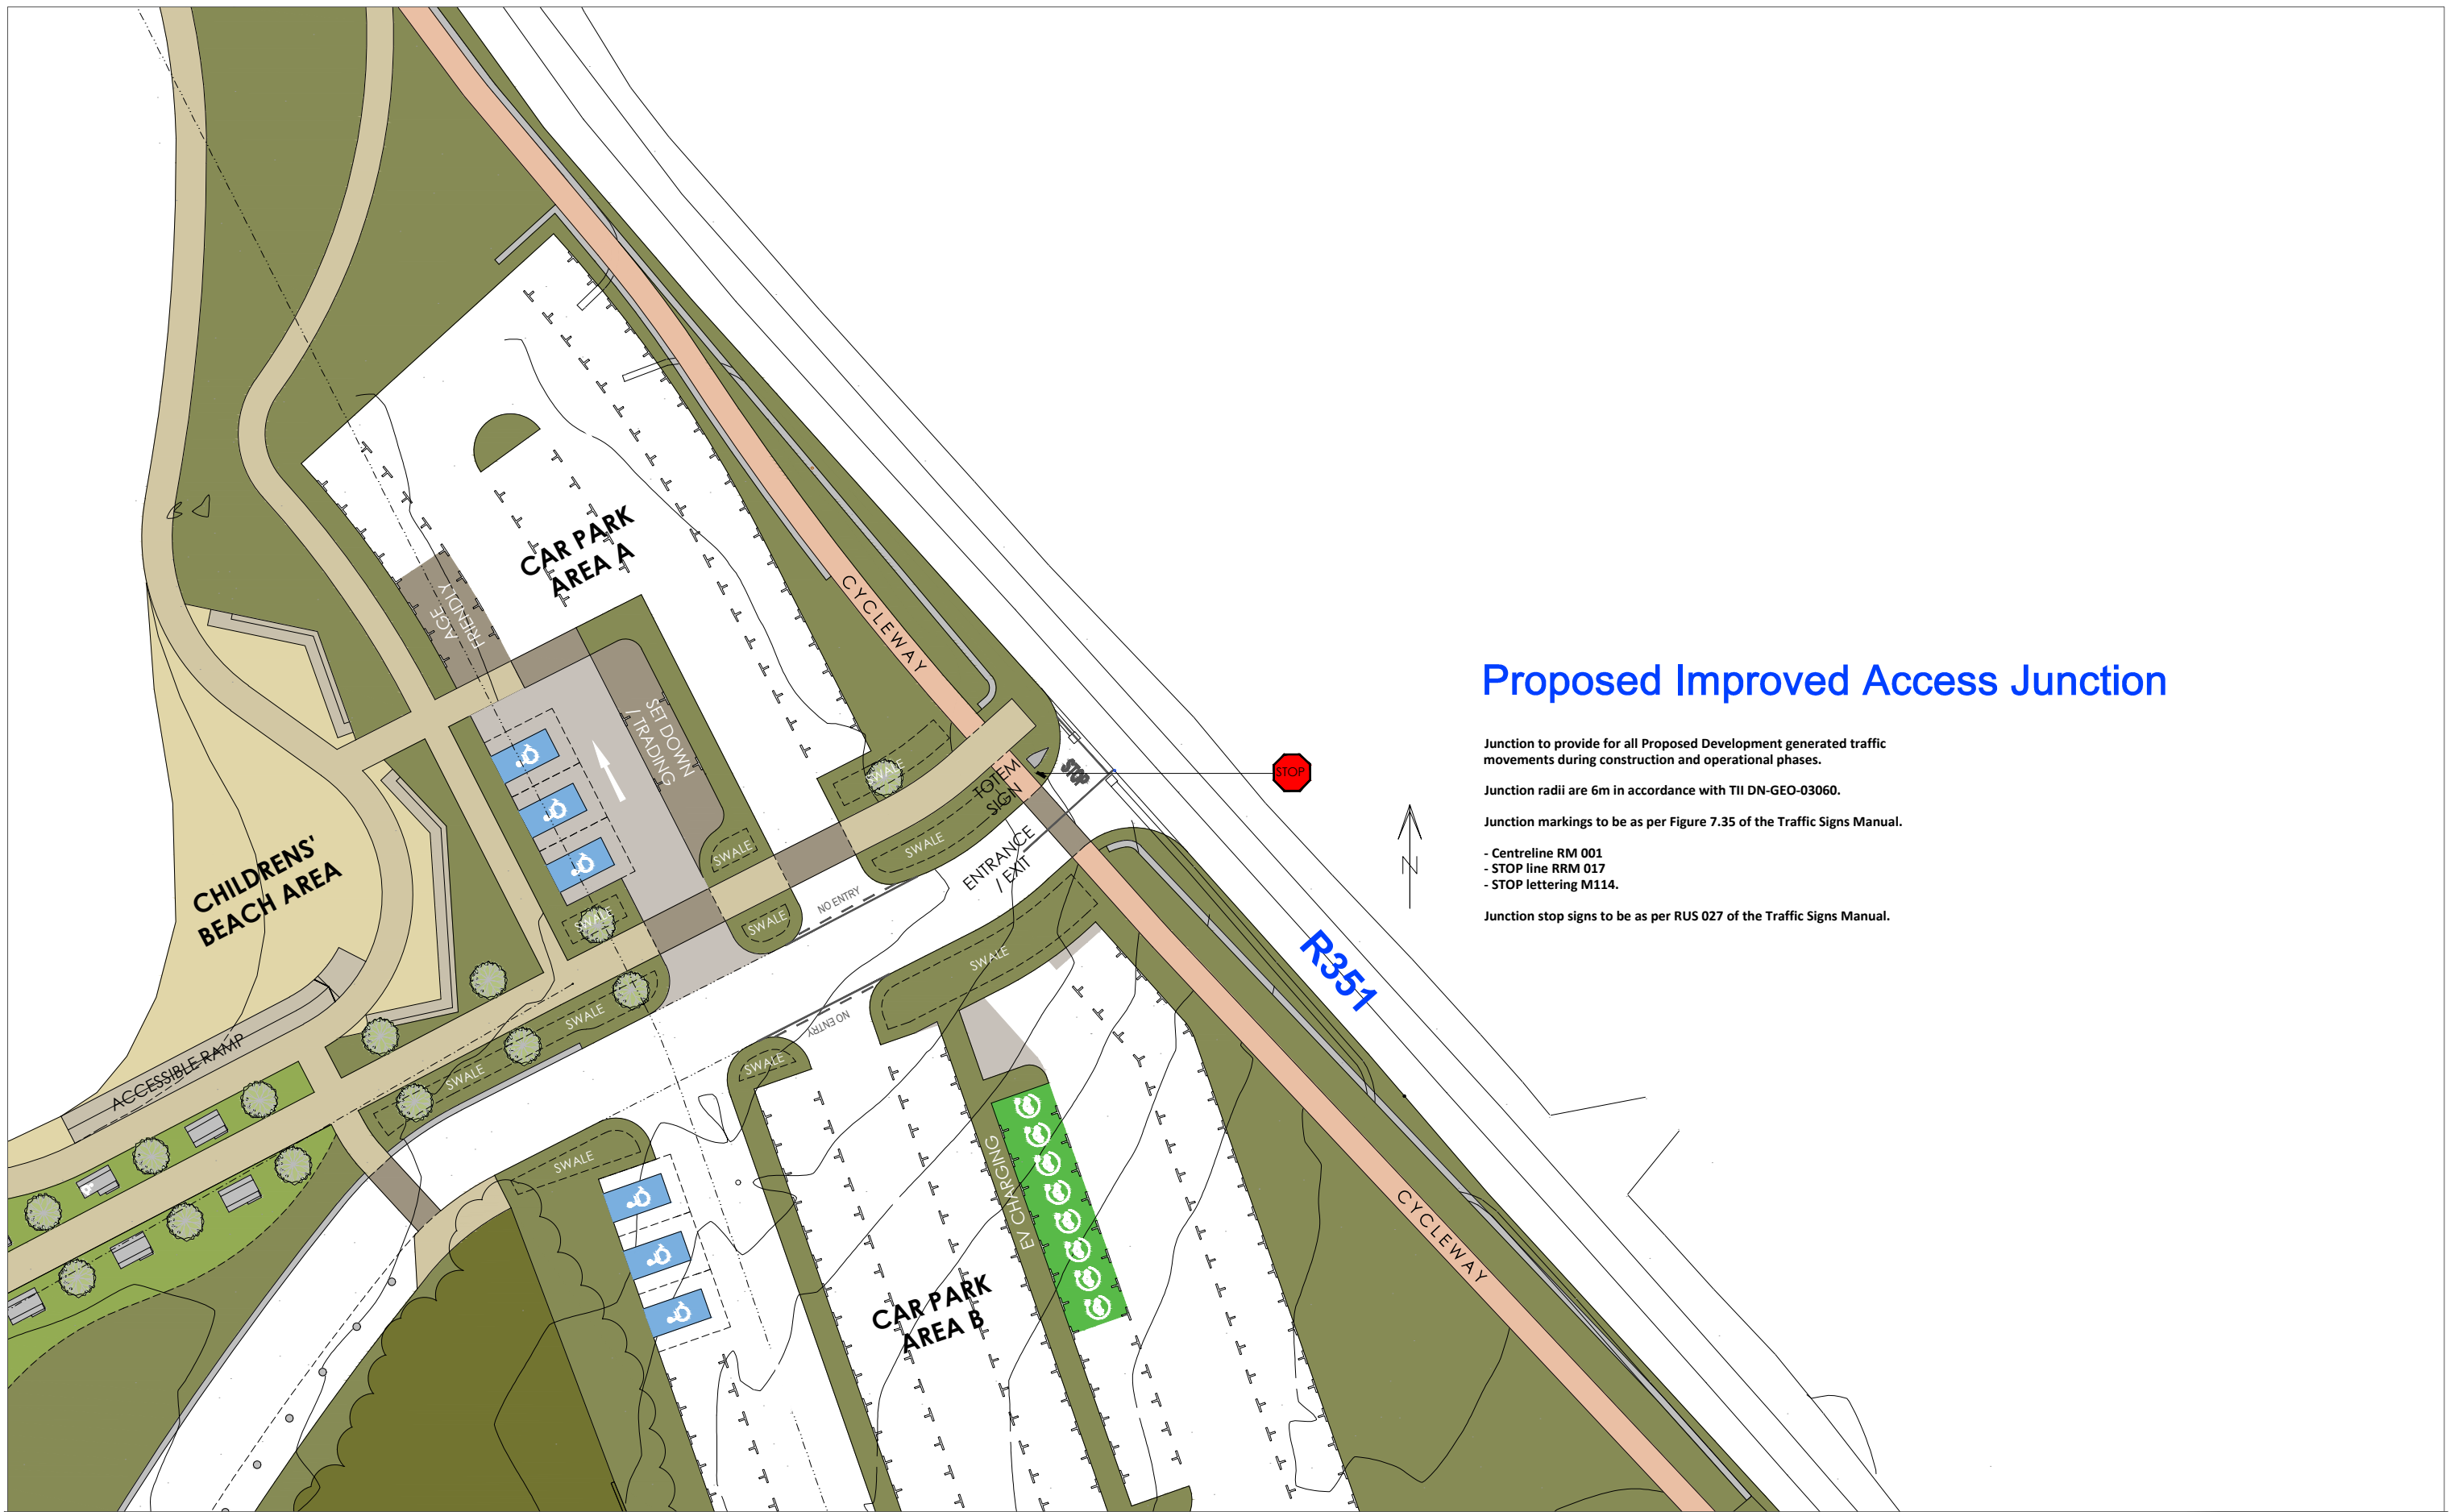 CAR PARK
AREA A
AGE
FRIENDLY
CYCLEWAY
SET DOWN
/ TRADING
SWALE
TOTEM
SIGN
STOP
STOP
Proposed Improved Access Junction
Junction to provide for all Proposed Development generated traffic
movements during construction and operational phases.
Junction radii are 6m in accordance with TII DN-GEO-03060.
Junction markings to be as per Figure 7.35 of the Traffic Signs Manual.
- Centreline RM 001
- STOP line RRM 017
- STOP lettering M114.
Junction stop signs to be as per RUS 027 of the Traffic Signs Manual.
N
R351
SWALE
SWALE
ENTRANCE
/ EXIT
NO ENTRY
SWALE
SWALE
CHILDRENS'
BEACH AREA
SWALE
SWALE
NO ENTRY
SWALE
SWALE
ACCESSIBLE RAMP
SWALE
SWALE
EV CHARGING
CAR PARK
AREA B
CYCLEWAY